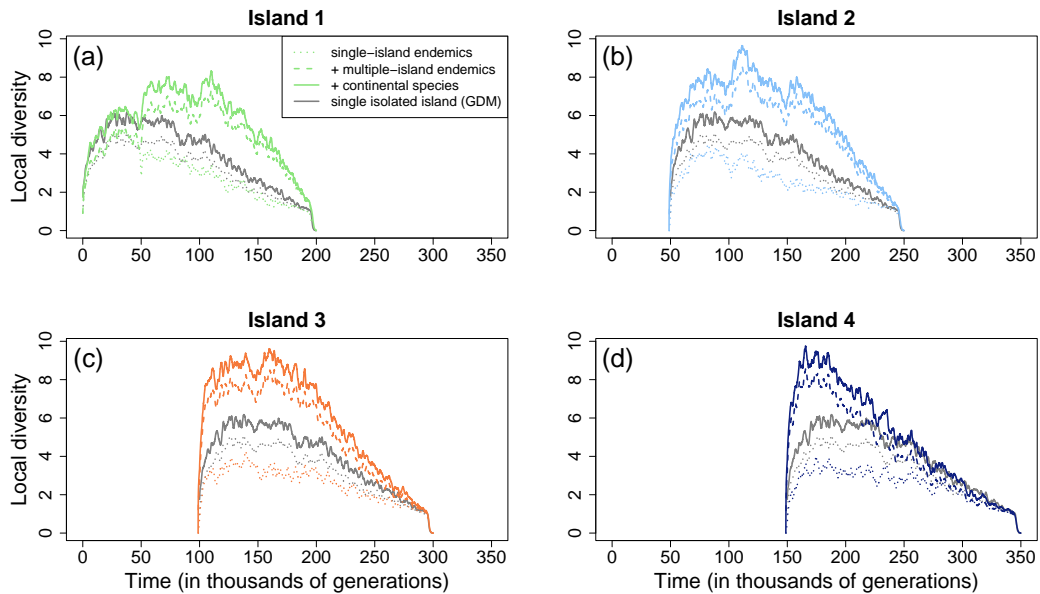 Island 1
(a)
single-island endemics
+ multiple-island endemics
+ continental species
single isolated island (GDM)
Local diversity
0 2 4 6 8 10
0 50 100 150 200 250 300 350
Island 2
(b)
0 2 4 6 8 10
0 50 100 150 200 250 300 350
Island 3
(c)
Local diversity
0 2 4 6 8 10
0 50 100 150 200 250 300 350
Time (in thousands of generations)
Island 4
(d)
0 2 4 6 8 10
0 50 100 150 200 250 300 350
Time (in thousands of generations)